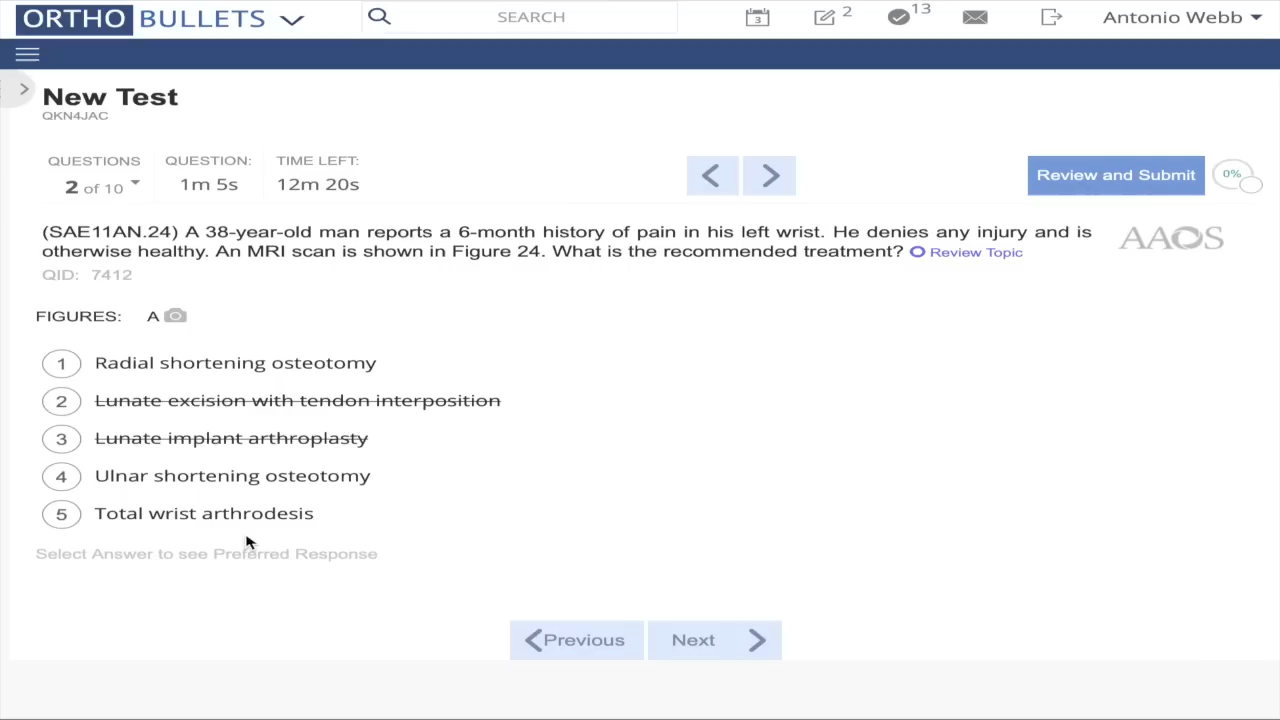 ORTHO BULLETS
SEARCH
3
2
13
Antonio Webb
New Test
QKN4JAC
QUESTIONS
2 of 10
QUESTION:
1m 5s
TIME LEFT:
12m 20s
Review and Submit
0%
(SAE11AN.24) A 38-year-old man reports a 6-month history of pain in his left wrist. He denies any injury and is
otherwise healthy. An MRI scan is shown in Figure 24. What is the recommended treatment? Review Topic
AAOS
QID: 7412
FIGURES: A
1 Radial shortening osteotomy
2 Lunate excision with tendon interposition
3 Lunate implant arthroplasty
4 Ulnar shortening osteotomy
5 Total wrist arthrodesis
Select Answer to see Preferred Response
Previous
Next